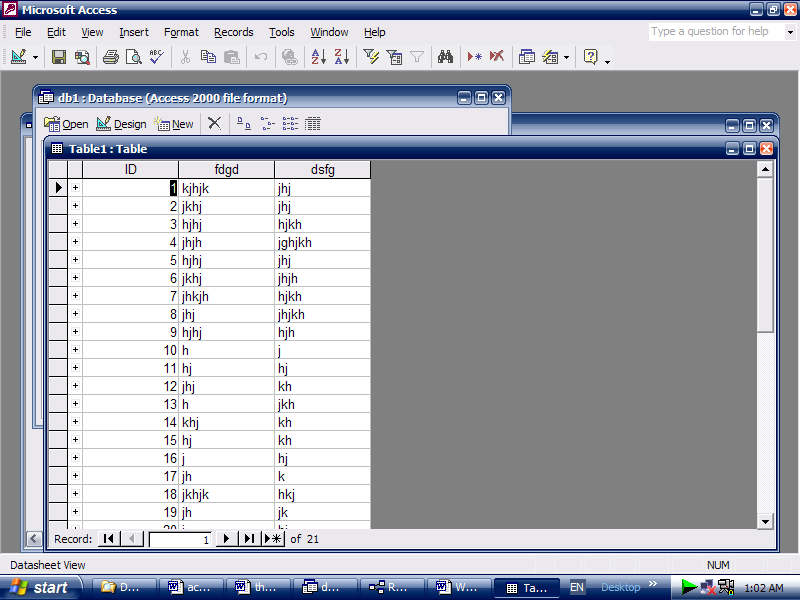 Microsoft Access
File Edit View Insert Format Records Tools Window Help Type a question for help
db1 : Database (Access 2000 file format)
Open Design New
Table1 : Table
ID fdgd dsfg
1 kjhjk jhj
2 jkhj jhj
3 hjhj hjkh
4 jhjh jghjkh
5 hjhj jhj
6 jkhj jhjh
7 jhkjh hjkh
8 jhj jhjkh
9 hjhj hjh
10 h j
11 hj hj
12 jhj kh
13 h jkh
14 khj kh
15 hj kh
16 j hj
17 jh k
18 jkhjk hkj
19 jh jk
Record: 1 of 21
Datasheet View NUM
start D... ac... th... d... R... W... Ta... EN Desktop » 1:02 AM